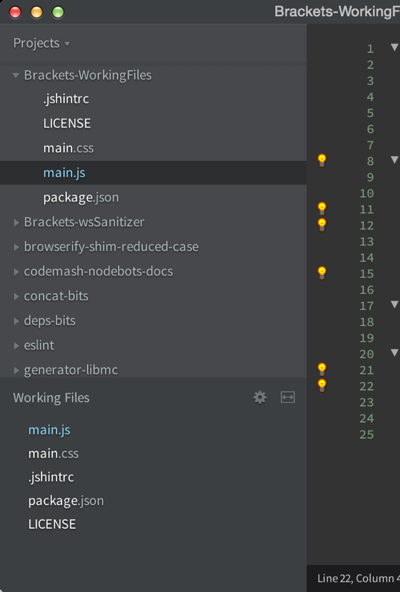 Brackets-WorkingF
Projects
Brackets-WorkingFiles
.jshintrc
LICENSE
main.css
main.js
package.json
Brackets-wsSanitizer
browserify-shim-reduced-case
codemash-nodebots-docs
concat-bits
deps-bits
eslint
generator-libmc
Working Files
main.js
main.css
.jshintrc
package.json
LICENSE
1
2
3
4
5
6
7
8
9
10
11
12
13
14
15
16
17
18
19
20
21
22
23
24
25
Line 22, Column 4